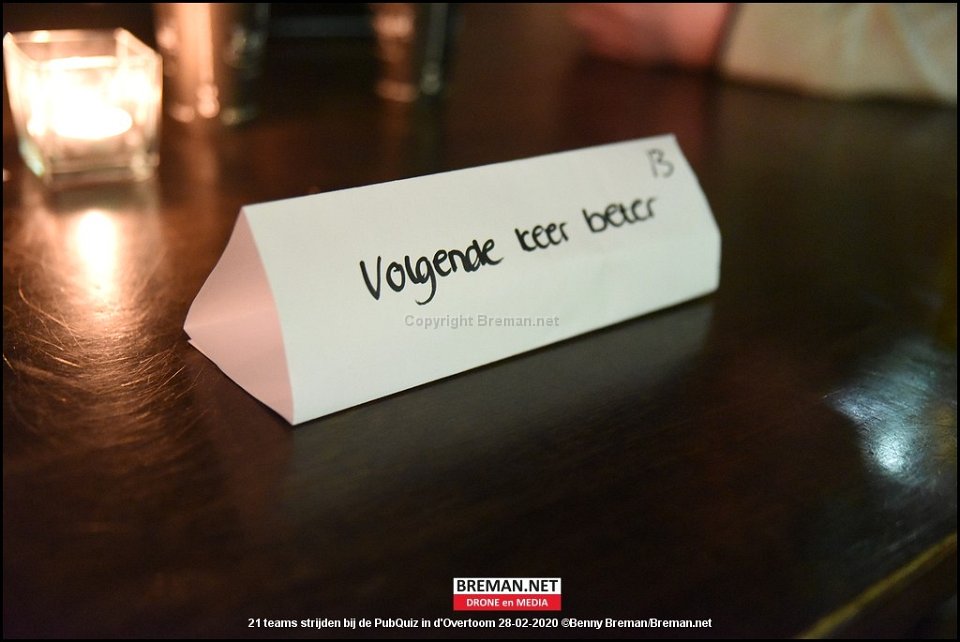 13
Volgende keer beter
Copyright Breman.net
BREMAN.NET
DRONE en MEDIA
21 teams strijden bij de PubQuiz in d'Overtoom 28-02-2020 ©Benny Breman/Breman.net